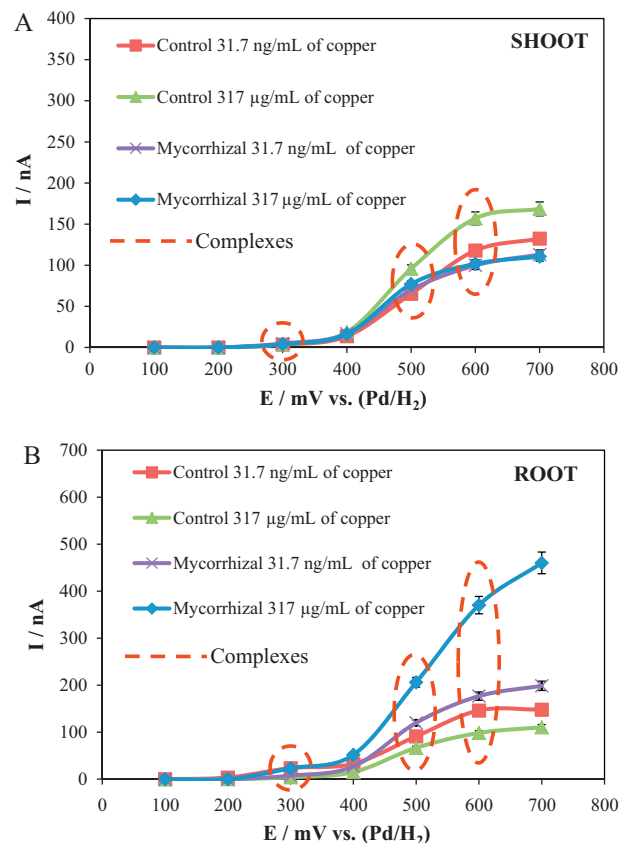 A
SHOOT
400
350
300
250
200
150
100
50
0
I / nA
Control 31.7 ng/mL of copper
Control 317 µg/mL of copper
Mycorrhizal 31.7 ng/mL of copper
Mycorrhizal 317 µg/mL of copper
Complexes
0 100 200 300 400 500 600 700 800
E / mV vs. (Pd/H₂)
B
ROOT
700
600
500
400
300
200
100
0
I / nA
Control 31.7 ng/mL of copper
Control 317 µg/mL of copper
Mycorrhizal 31.7 ng/mL of copper
Mycorrhizal 317 µg/mL of copper
Complexes
0 100 200 300 400 500 600 700 800
E / mV vs. (Pd/H₂)